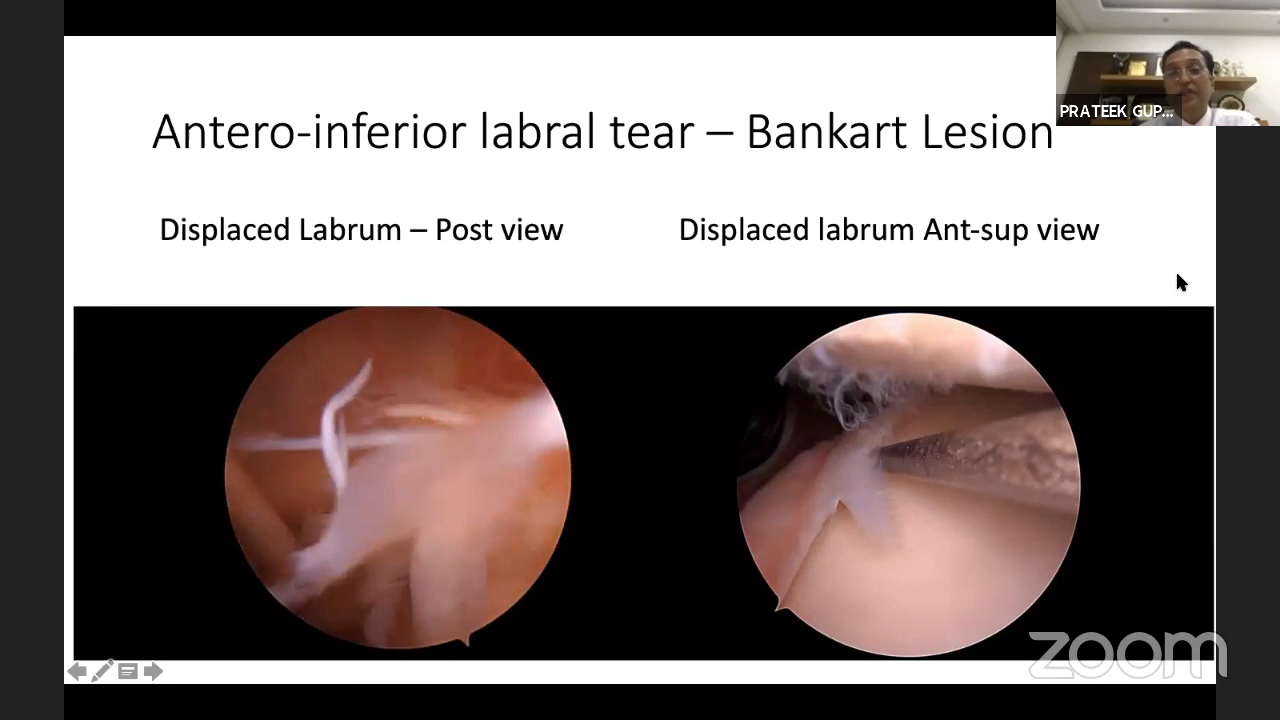 PRATEEK GUP...
Antero-inferior labral tear – Bankart Lesion
Displaced Labrum – Post view
Displaced labrum Ant-sup view
zoom